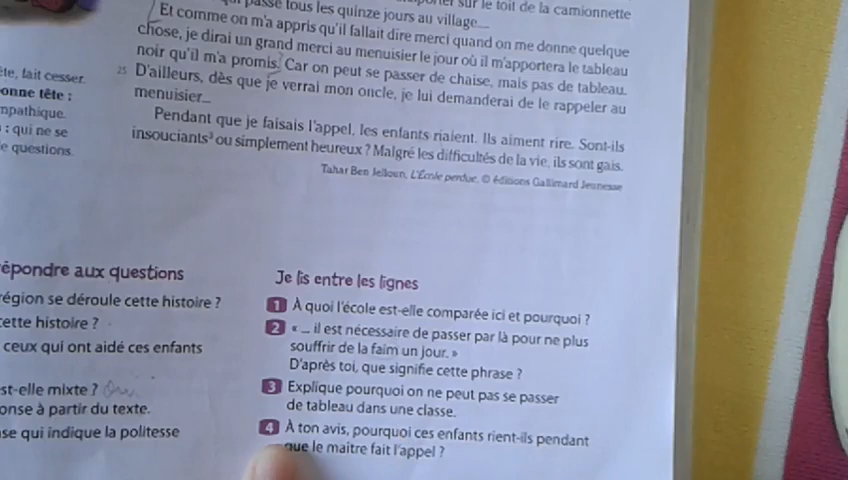 passe tous les quinze jours au village...
sur le toit de la camionnette
Et comme on m'a appris qu'il fallait dire merci quand on me donne quelque
chose, je dirai un grand merci au menuisier le jour où il m'apportera le tableau
noir qu'il m'a promis. Car on peut se passer de chaise, mais pas de tableau.
25 D'ailleurs, dès que je verrai mon oncle, je lui demanderai de le rappeler au
menuisier...
Pendant que je faisais l'appel, les enfants riaient. Ils aiment rire. Sont-ils
insouciants³ ou simplement heureux ? Malgré les difficultés de la vie, ils sont gais.
Tahar Ben Jelloun, L'École perdue, © éditions Gallimard Jeunesse
fait cesser.
onne tête :
mpathique.
: qui ne se
e questions.
épondre aux questions
région se déroule cette histoire ?
cette histoire ?
ceux qui ont aidé ces enfants
st-elle mixte ? Oui
onse à partir du texte.
se qui indique la politesse
Je lis entre les lignes
1 À quoi l'école est-elle comparée ici et pourquoi ?
2 « ... il est nécessaire de passer par là pour ne plus
souffrir de la faim un jour. »
D'après toi, que signifie cette phrase ?
3 Explique pourquoi on ne peut pas se passer
de tableau dans une classe.
4 À ton avis, pourquoi ces enfants rient-ils pendant
que le maître fait l'appel ?